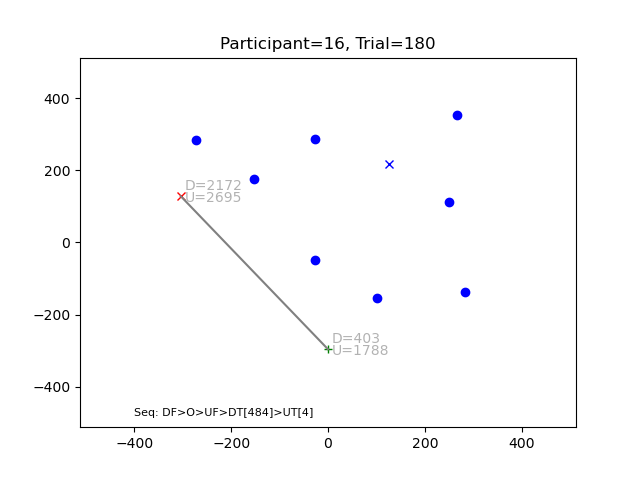 Participant=16, Trial=180
400
200
0
−200
−400
D=2172
U=2695
D=403
U=1788
Seq: DF>O>UF>DT[484]>UT[4]
−400
−200
0
200
400